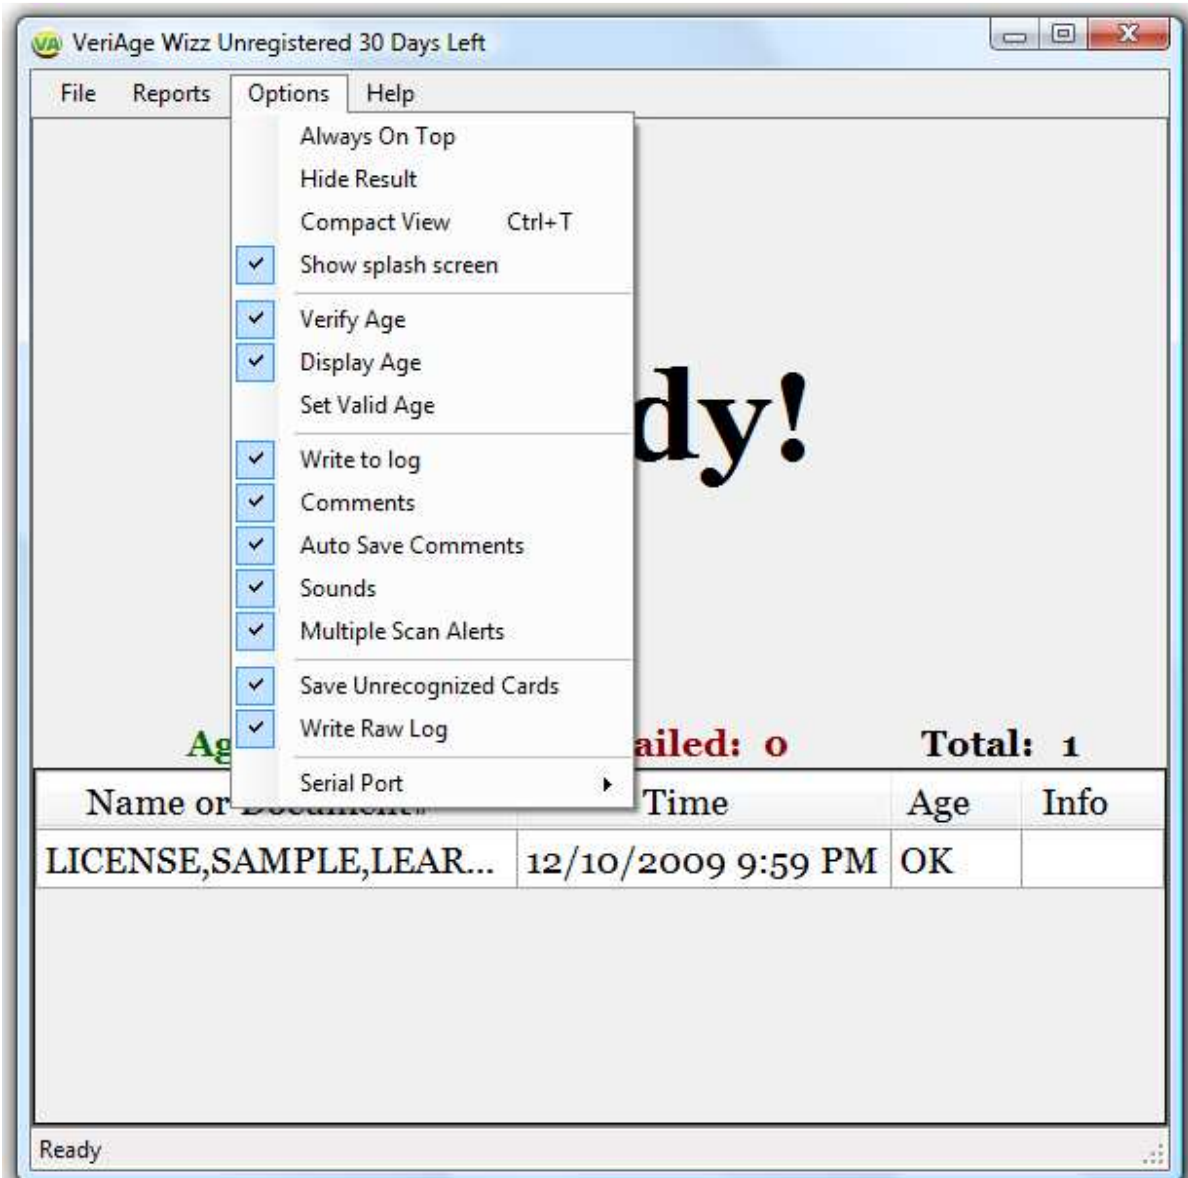 VA VeriAge Wizz Unregistered 30 Days Left
File Reports Options Help
Always On Top
Hide Result
Compact View Ctrl+T
Show splash screen
Verify Age
Display Age
Set Valid Age
dy!
Write to log
Comments
Auto Save Comments
Sounds
Multiple Scan Alerts
Save Unrecognized Cards
Write Raw Log
Serial Port
Ag ailed: 0 Total: 1
Name or Time Age Info
LICENSE,SAMPLE,LEAR... 12/10/2009 9:59 PM OK
Ready